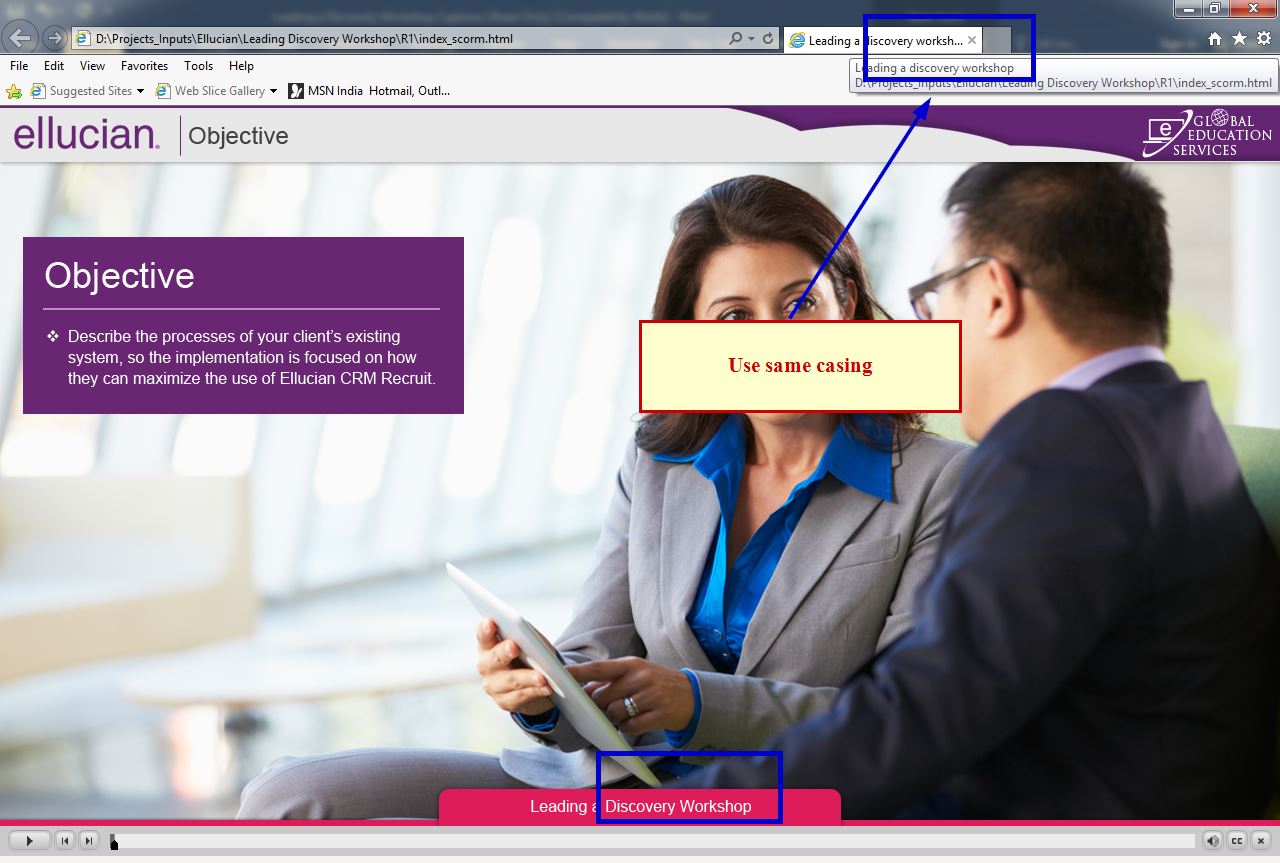 D:\Projects_Inputs\Ellucian\Leading Discovery Workshop\R1\index_scorm.html
Leading a discovery worksh...
File Edit View Favorites Tools Help
Leading a discovery workshop
D:\Projects_Inputs\Ellucian\Leading Discovery Workshop\R1\index_scorm.html
Suggested Sites Web Slice Gallery MSN India Hotmail, Outl...
ellucian. Objective
e GLOBAL
EDUCATION
SERVICES
Objective
Describe the processes of your client’s existing
system, so the implementation is focused on how
they can maximize the use of Ellucian CRM Recruit.
Use same casing
Leading a Discovery Workshop
CC